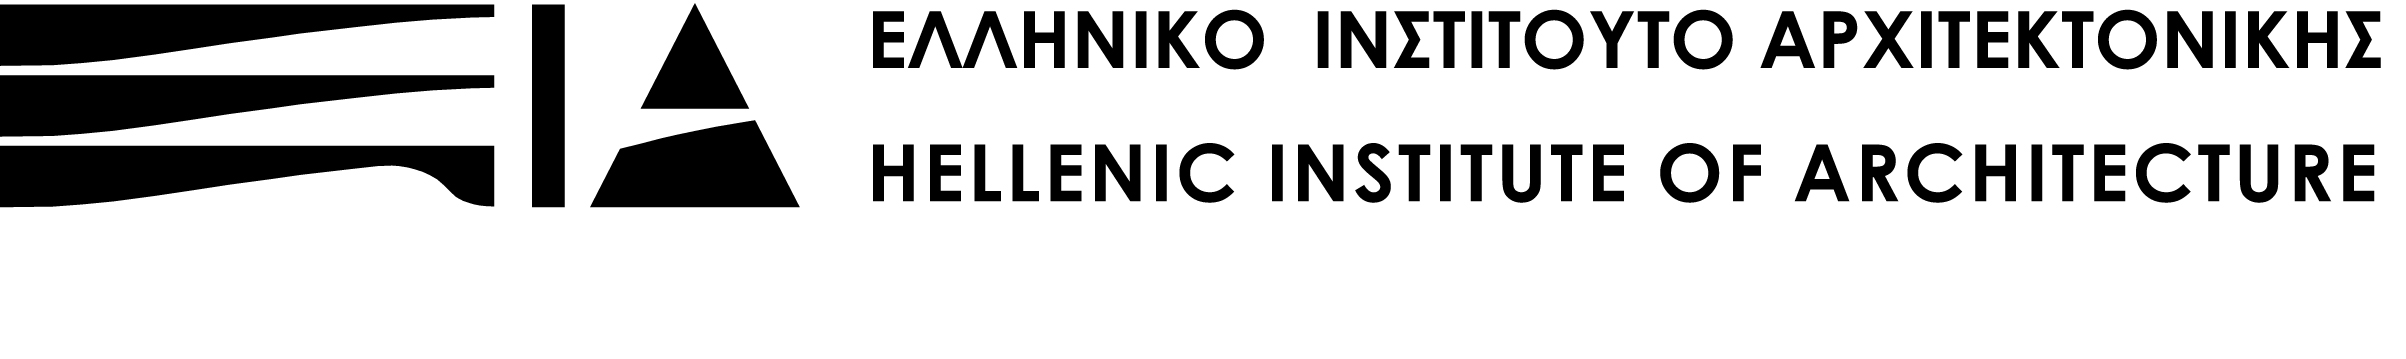 ΕΛΛΗΝΙΚΟ ΙΝΣΤΙΤΟΥΤΟ ΑΡΧΙΤΕΚΤΟΝΙΚΗΣ
HELLENIC INSTITUTE OF ARCHITECTURE